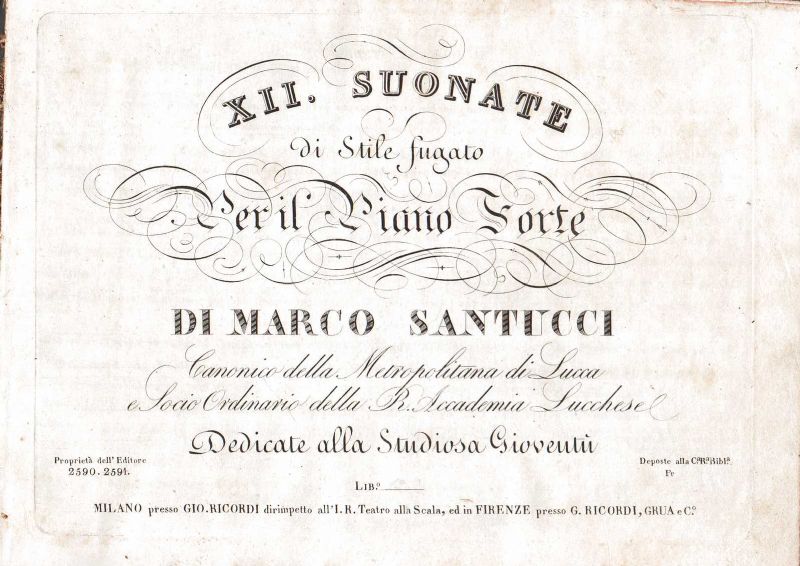 XII. SUONATE
di Stile fugato
Per il Piano Forte
DI MARCO SANTUCCI
Canonico della Metropolitana di Lucca
e Socio Ordinario della R. Accademia Lucchese
Dedicate alla Studiosa Gioventù
Proprietà dell'Editore
2590.2591.
Deposte alla C.ª R.ª Bibl.ª
Fe
LIB.º
MILANO presso GIO. RICORDI dirimpetto all'I. R. Teatro alla Scala, ed in FIRENZE presso G. RICORDI, GRUA e C.º